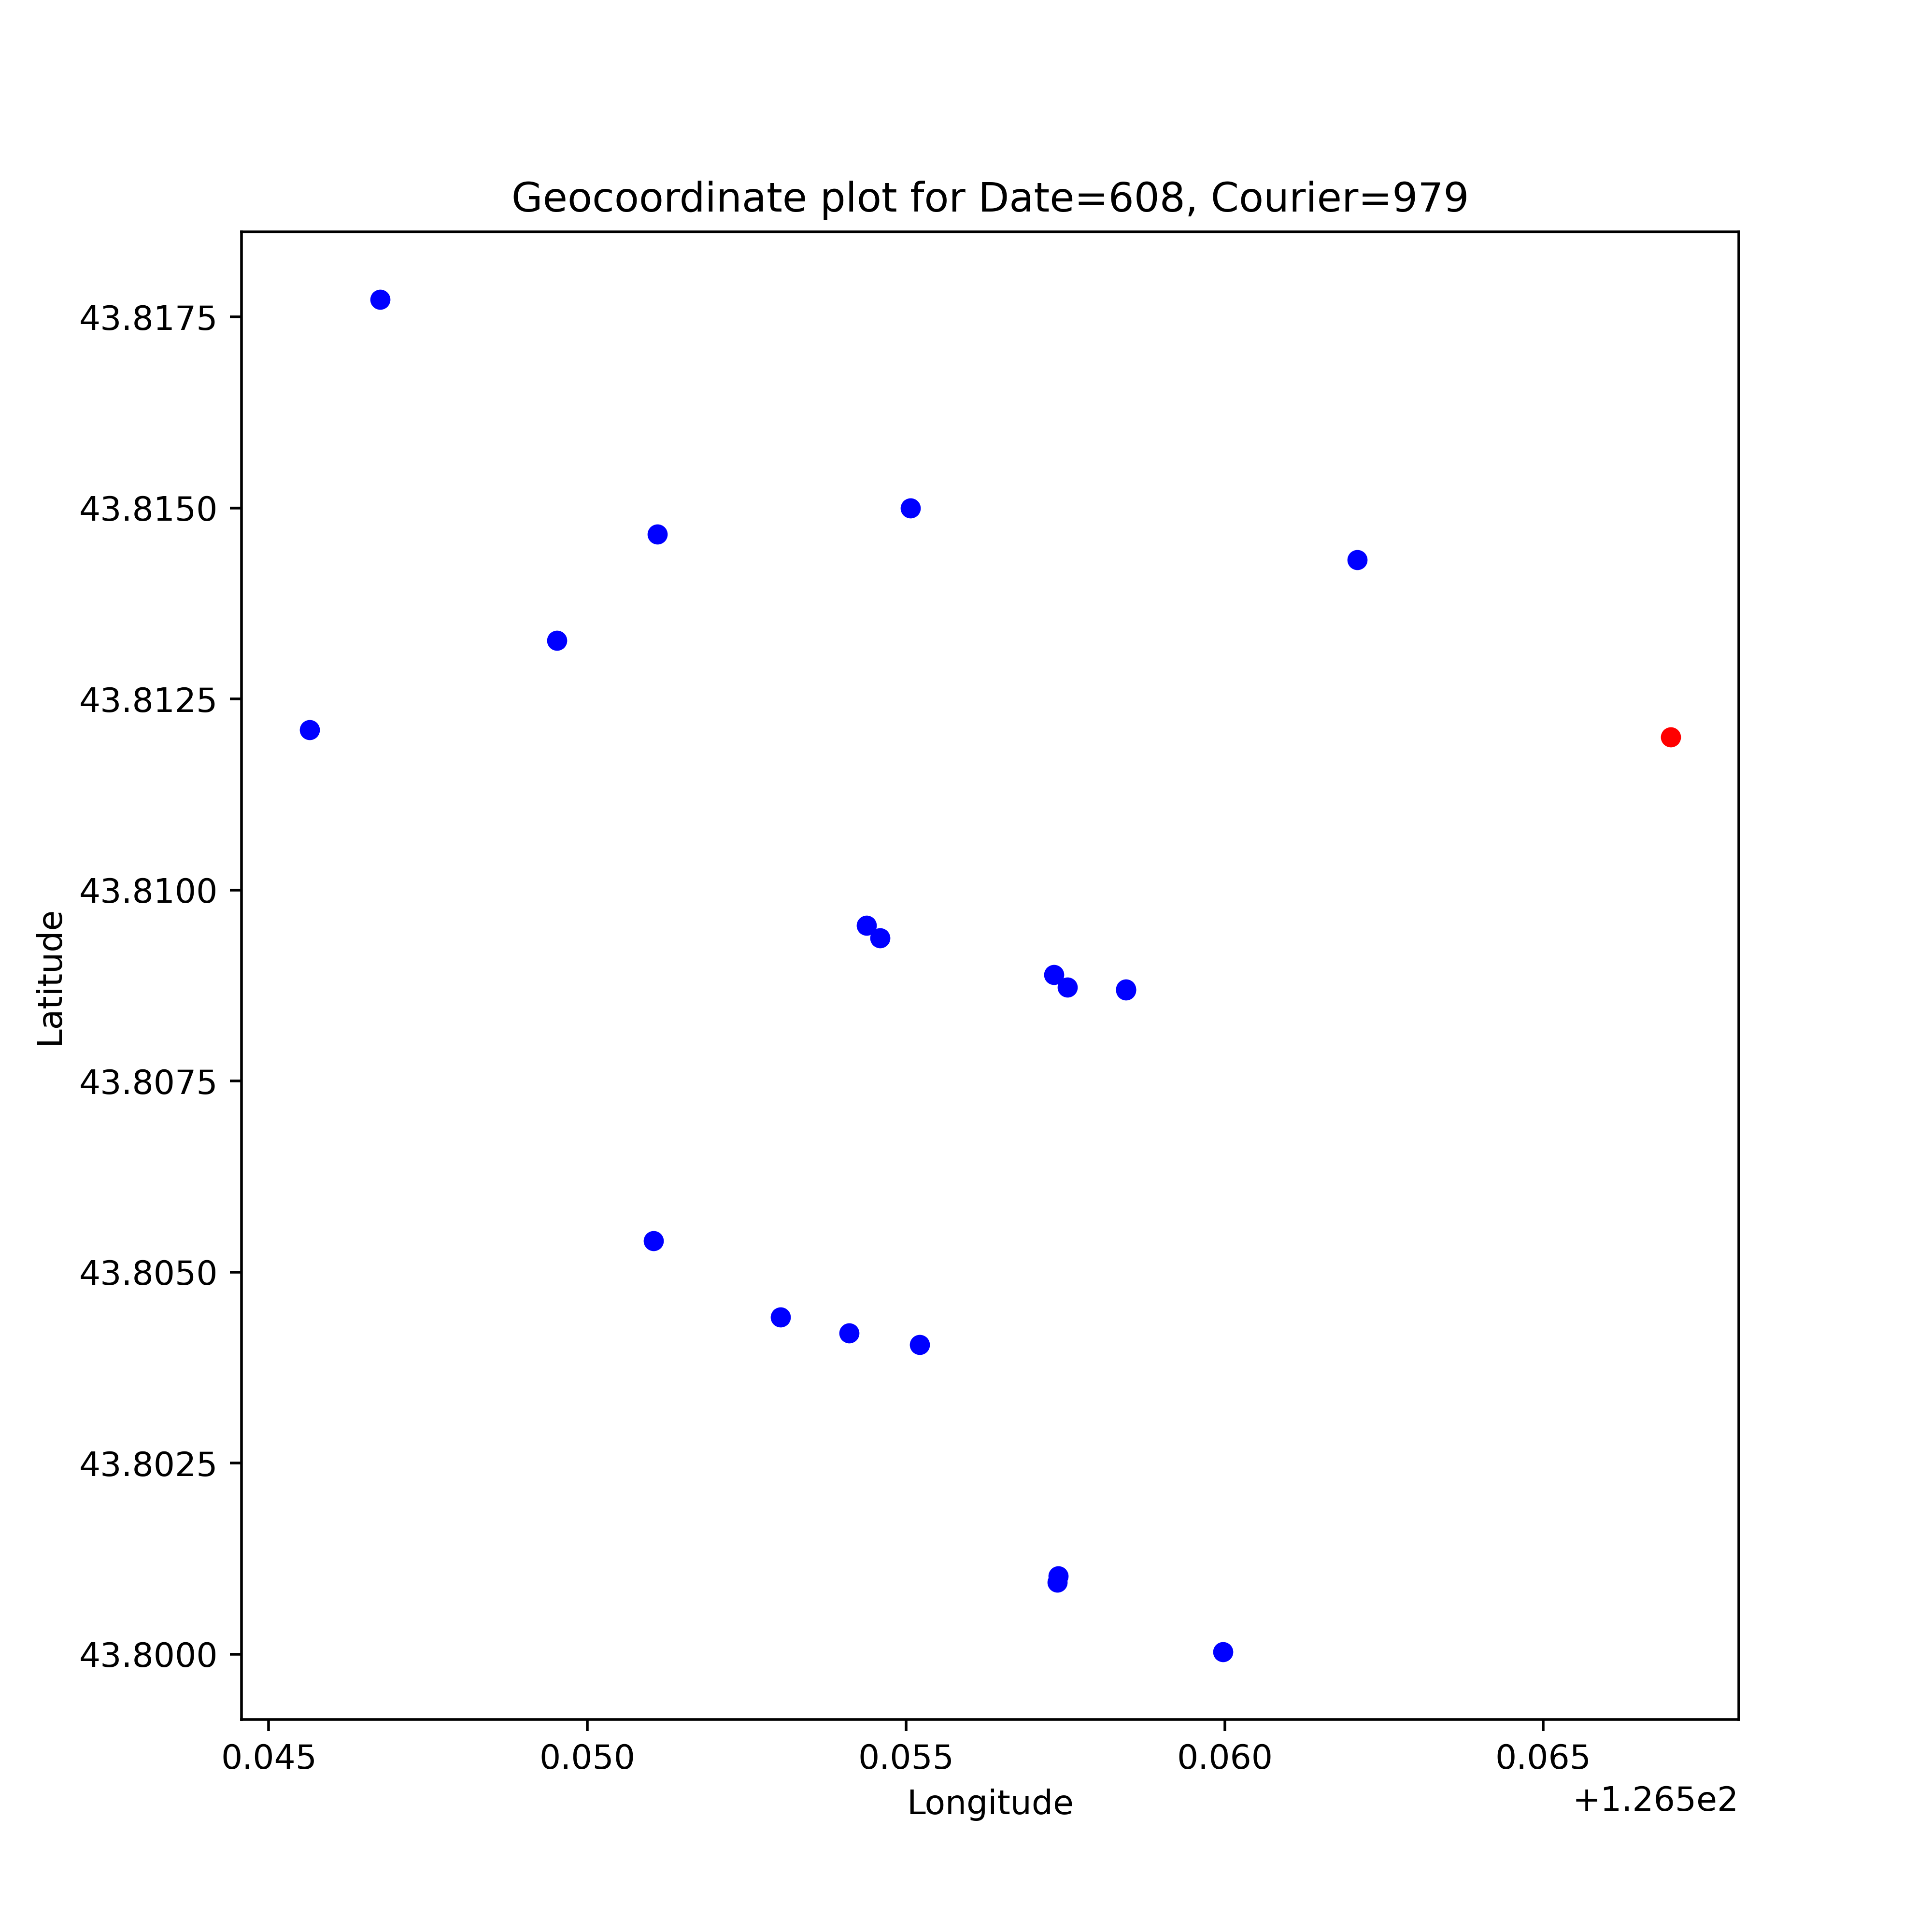 Geocoordinate plot for Date=608, Courier=979
43.8175
43.8150
43.8125
43.8100
43.8075
43.8050
43.8025
43.8000
Latitude
0.045 0.050 0.055 0.060 0.065
Longitude
+1.265e2